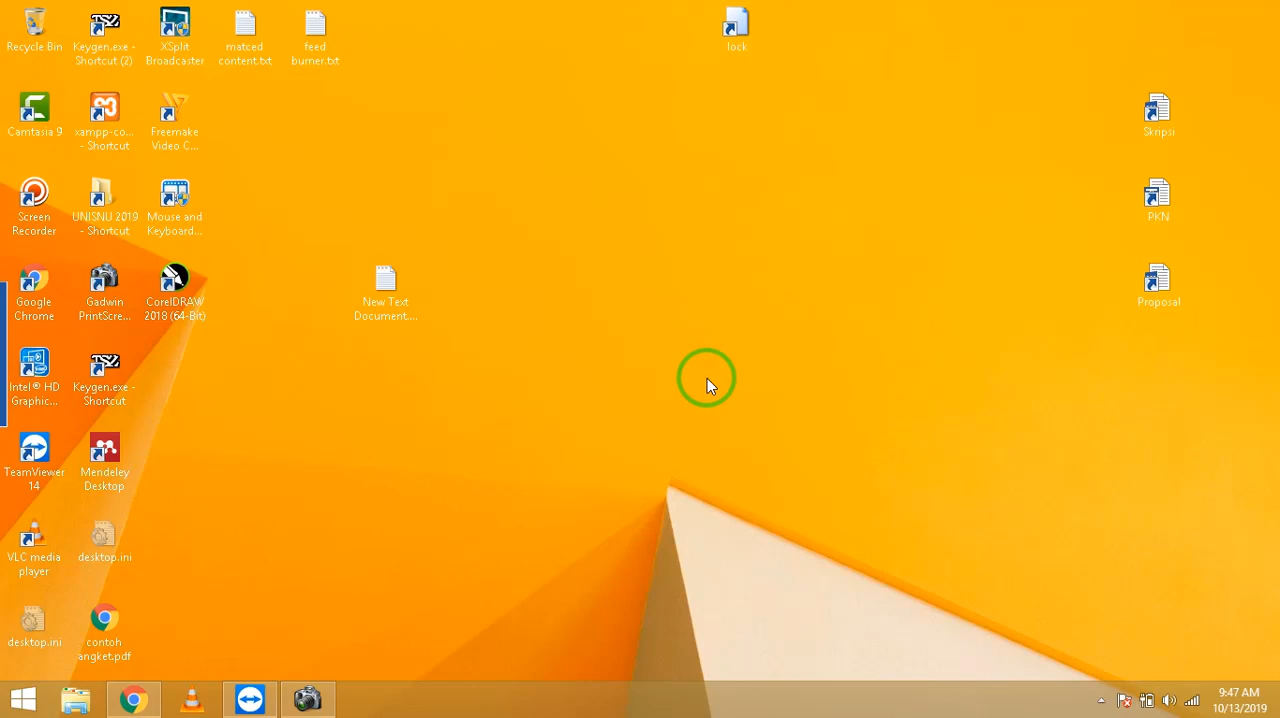 Recycle Bin
Keygen.exe -
Shortcut (2)
XSplit
Broadcaster
matced
content.txt
feed
burner.txt
lock
Camtasia 9
xampp-co...
- Shortcut
Freemake
Video C...
Skripsi
Screen
Recorder
UNISNU 2019
- Shortcut
Mouse and
Keyboard...
PKN
Google
Chrome
Gadwin
PrintScre...
CorelDRAW
2018 (64-Bit)
New Text
Document....
Proposal
Intel® HD
Graphic...
Keygen.exe -
Shortcut
TeamViewer
14
Mendeley
Desktop
VLC media
player
desktop.ini
desktop.ini
contoh
angket.pdf
9:47 AM
10/13/2019